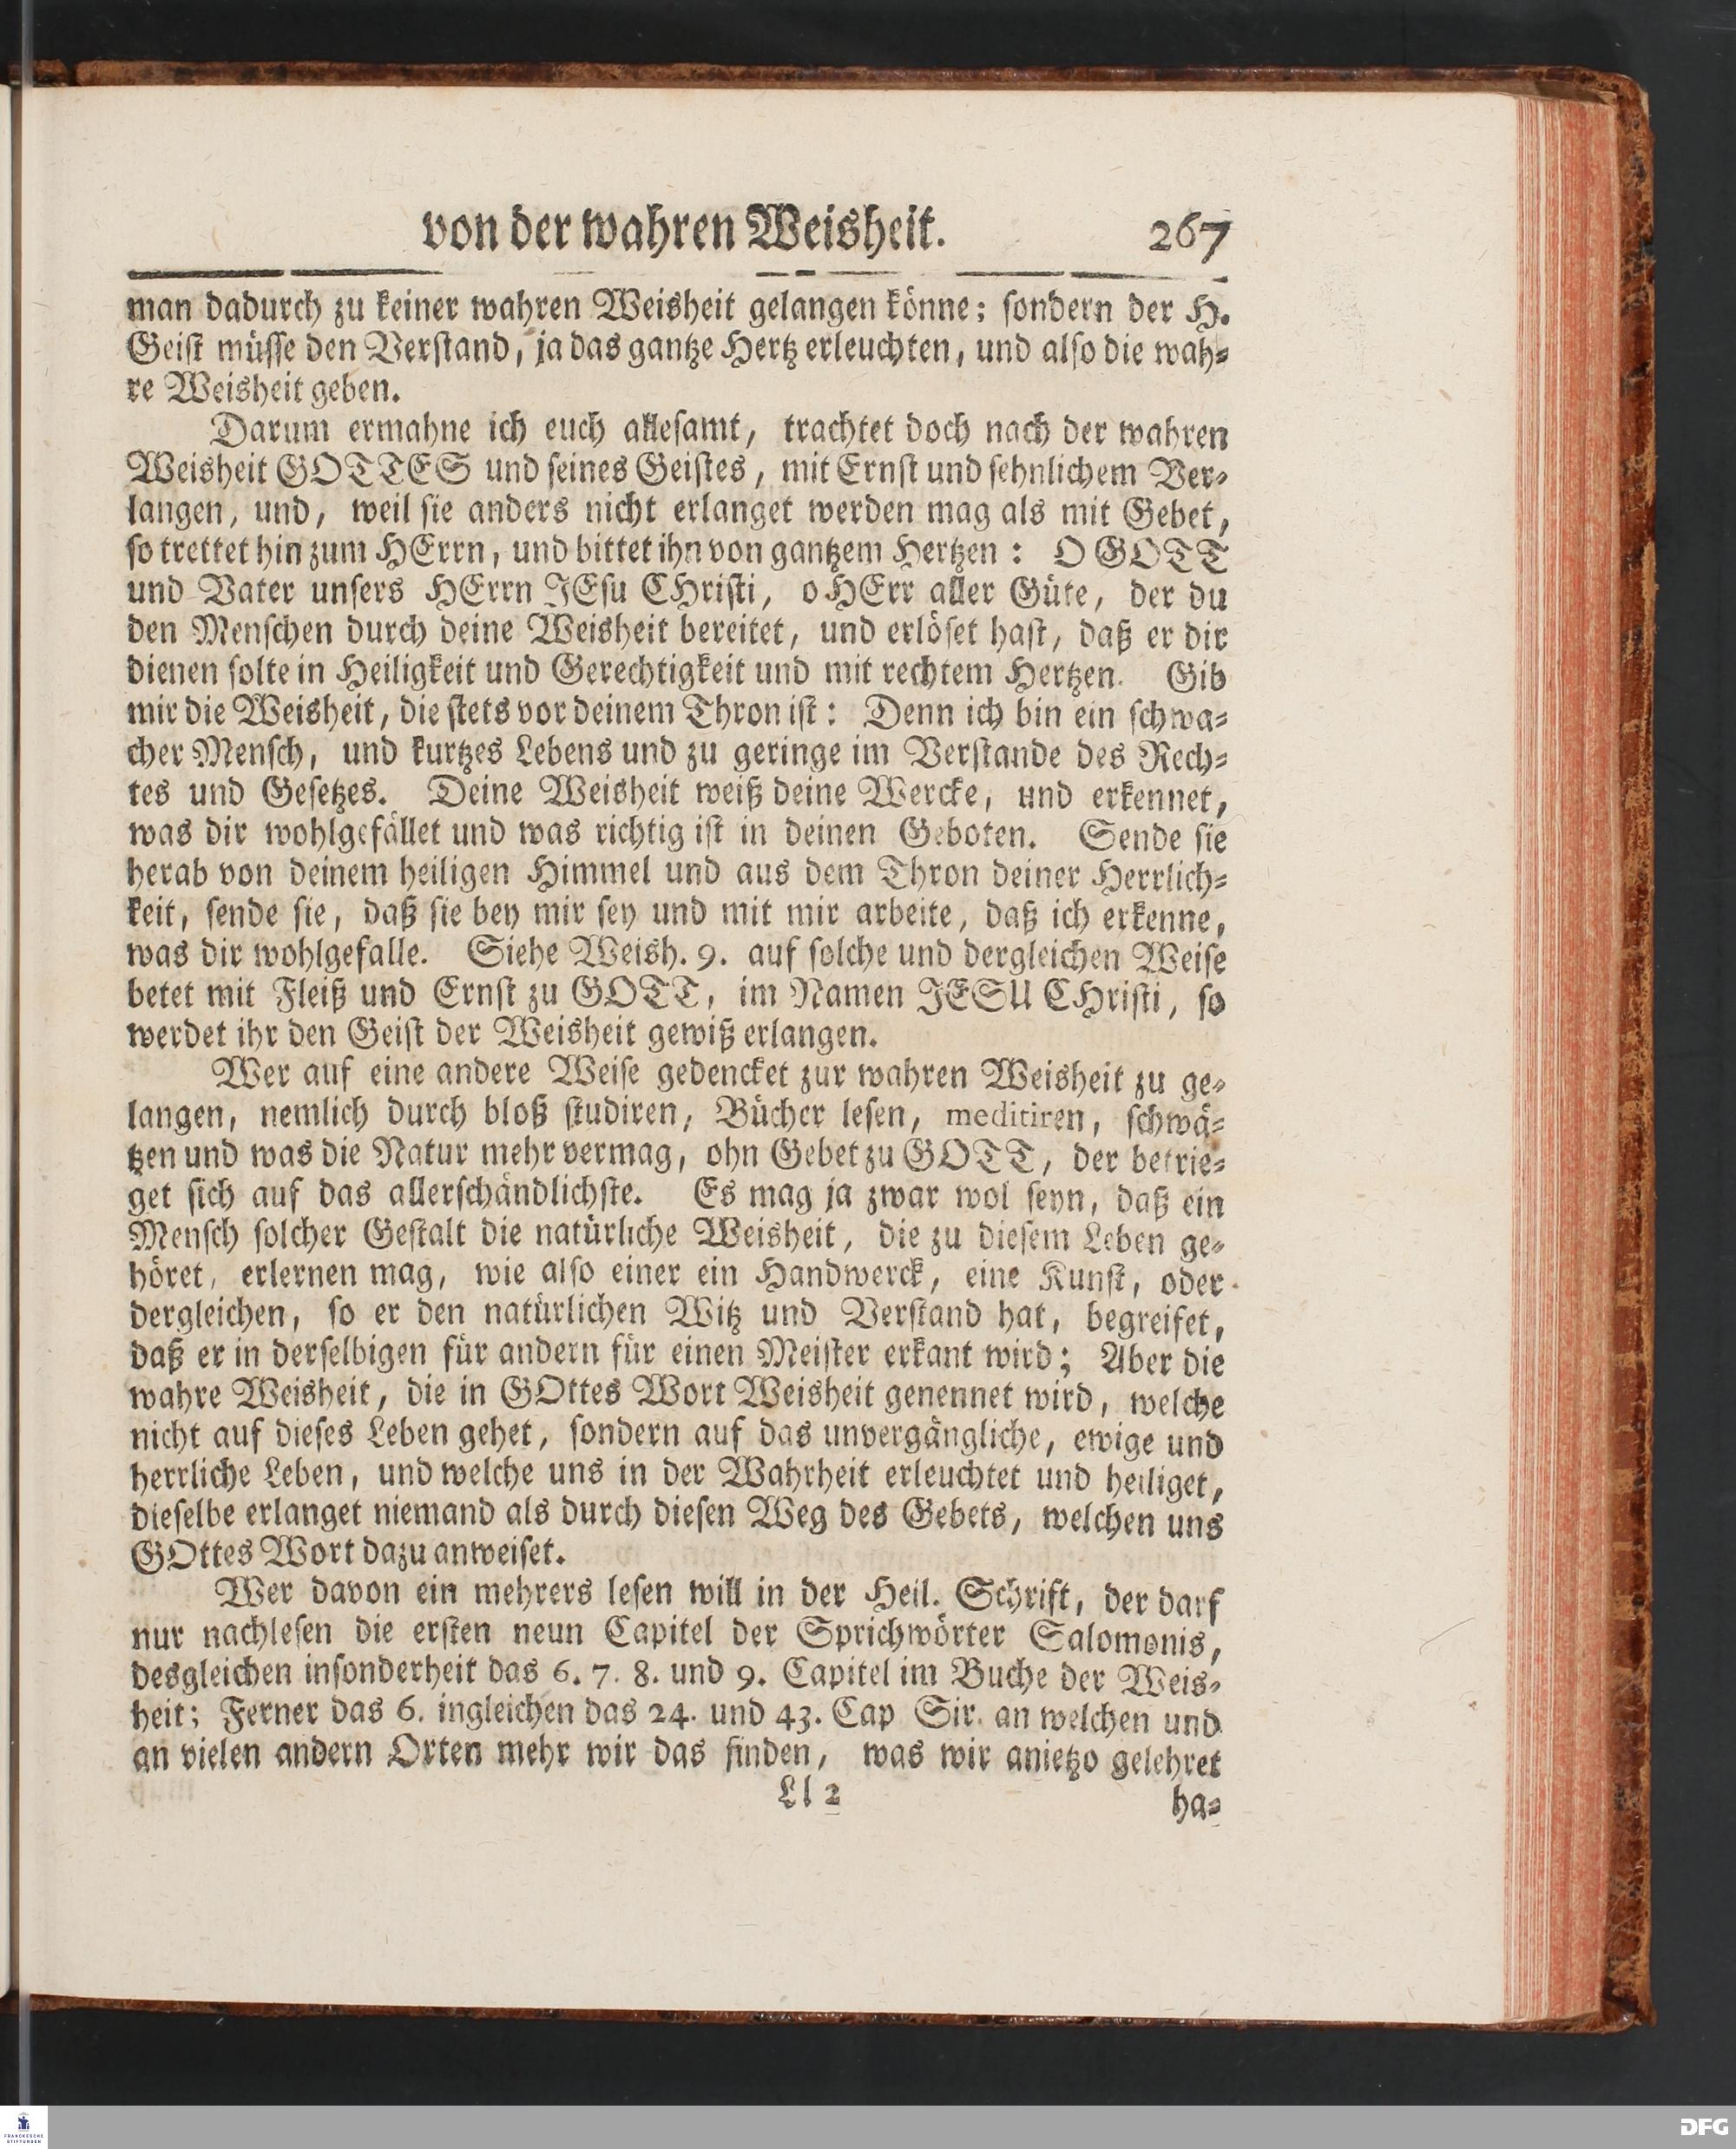 von der wahren Weisheit. 267
man dadurch zu keiner wahren Weisheit gelangen könne; sondern der H.
Geist müsse den Verstand, ja das gantze Hertz erleuchten, und also die wah-
re Weisheit geben.
Darum ermahne ich euch allesamt, trachtet doch nach der wahren
Weisheit GOTTES und seines Geistes, mit Ernst und sehnlichem Ver-
langen, und, weil sie anders nicht erlanget werden mag als mit Gebet,
so trettet hin zum HErrn, und bittet ihn von gantzem Hertzen: O GOTT
und Vater unsers HErrn JEsu CHristi, o HErr aller Güte, der du
den Menschen durch deine Weisheit bereitet, und erlöset hast, daß er dir
dienen solte in Heiligkeit und Gerechtigkeit und mit rechtem Hertzen. Gib
mir die Weisheit, die stets vor deinem Thron ist: Denn ich bin ein schwa-
cher Mensch, und kurtzes Lebens und zu geringe im Verstande des Rech-
tes und Gesetzes. Deine Weisheit weiß deine Wercke, und erkennet,
was dir wohlgefället und was richtig ist in deinen Geboten. Sende sie
herab von deinem heiligen Himmel und aus dem Thron deiner Herrlich-
keit, sende sie, daß sie bey mir sey und mit mir arbeite, daß ich erkenne,
was dir wohlgefalle. Siehe Weish. 9. auf solche und dergleichen Weise
betet mit Fleiß und Ernst zu GOTT, im Namen JESU CHristi, so
werdet ihr den Geist der Weisheit gewiß erlangen.
Wer auf eine andere Weise gedencket zur wahren Weisheit zu ge-
langen, nemlich durch bloß studiren, Bücher lesen, meditiren, schwä-
tzen und was die Natur mehr vermag, ohn Gebet zu GOTT, der betrie-
get sich auf das allerschändlichste. Es mag ja zwar wol seyn, daß ein
Mensch solcher Gestalt die natürliche Weisheit, die zu diesem Leben ge-
höret, erlernen mag, wie also einer ein Handwerck, eine Kunst, oder
dergleichen, so er den natürlichen Witz und Verstand hat, begreifet,
daß er in derselbigen für andern für einen Meister erkant wird; Aber die
wahre Weisheit, die in GOttes Wort Weisheit genennet wird, welche
nicht auf dieses Leben gehet, sondern auf das unvergängliche, ewige und
herrliche Leben, und welche uns in der Wahrheit erleuchtet und heiliget,
dieselbe erlanget niemand als durch diesen Weg des Gebets, welchen uns
GOttes Wort dazu anweiset.
Wer davon ein mehrers lesen will in der Heil. Schrift, der darf
nur nachlesen die ersten neun Capitel der Sprichwörter Salomonis,
desgleichen insonderheit das 6. 7. 8. und 9. Capitel im Buche der Weis-
heit; Ferner das 6. ingleichen das 24. und 43. Cap Sir. an welchen und
an vielen andern Orten mehr wir das finden, was wir anietzo gelehret
Ll 2 ha-
FRANCKESCHE
STIFTUNGEN
DFG